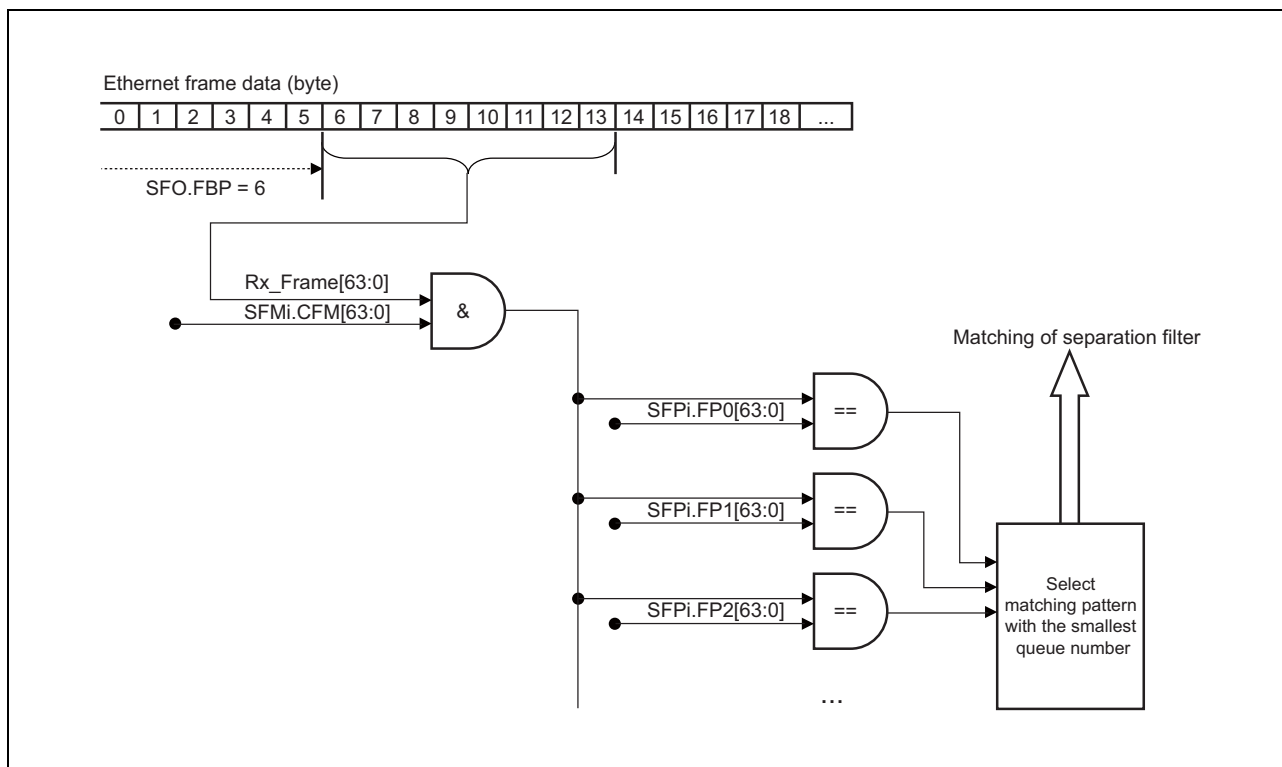 Ethernet frame data (byte)
0 1 2 3 4 5 6 7 8 9 10 11 12 13 14 15 16 17 18 ...
SFO.FBP = 6
Rx_Frame[63:0]
SFMi.CFM[63:0]
&
Matching of separation filter
SFPi.FP0[63:0]
==
SFPi.FP1[63:0]
==
SFPi.FP2[63:0]
==
Select
matching pattern
with the smallest
queue number
...